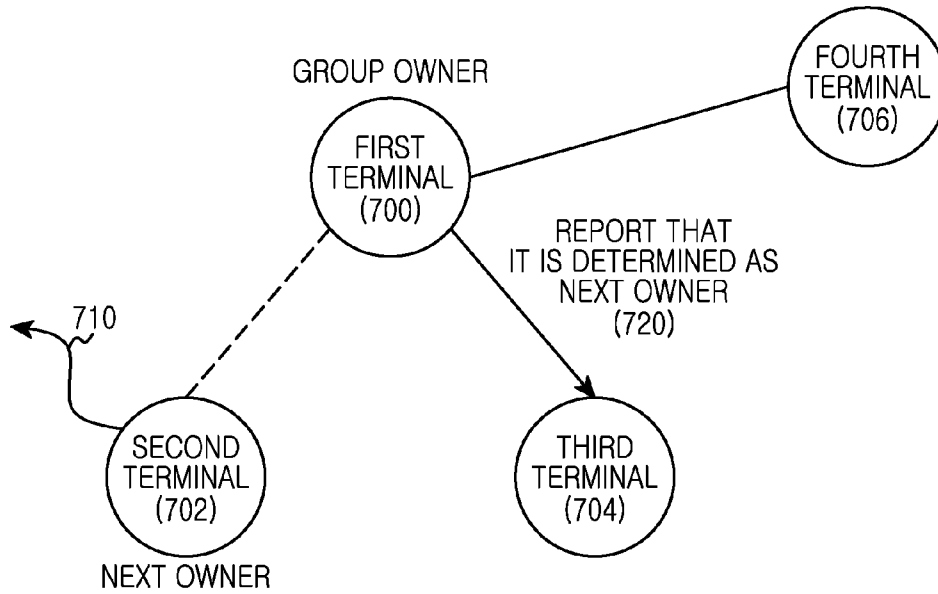 GROUP OWNER
FIRST
TERMINAL
(700)
FOURTH
TERMINAL
(706)
REPORT THAT
IT IS DETERMINED AS
NEXT OWNER
(720)
710
SECOND
TERMINAL
(702)
NEXT OWNER
THIRD
TERMINAL
(704)